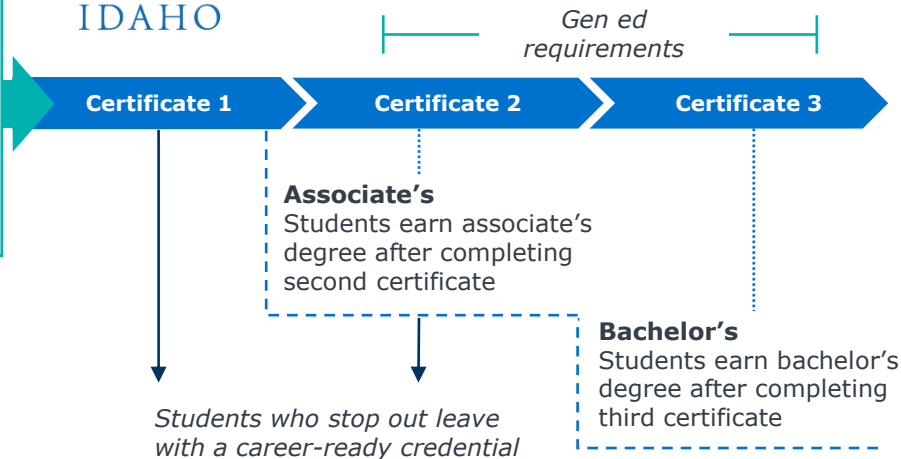 IDAHO
Gen ed
requirements
Certificate 1
Certificate 2
Certificate 3
Associate’s
Students earn associate’s
degree after completing
second certificate
Bachelor’s
Students earn bachelor’s
degree after completing
third certificate
Students who stop out leave
with a career-ready credential